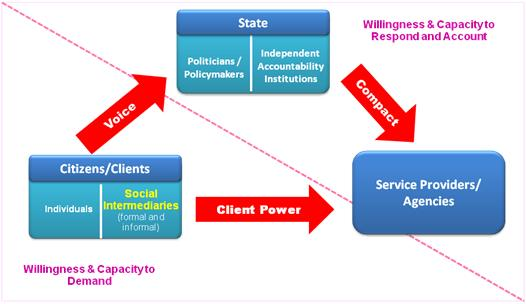 State
Politicians /
Policymakers
Independent
Accountability
Institutions
Willingness & Capacity to
Respond and Account
Voice
Compact
Citizens/Clients
Individuals
Social
Intermediaries
(formal and
informal)
Client Power
Service Providers/
Agencies
Willingness & Capacity to
Demand